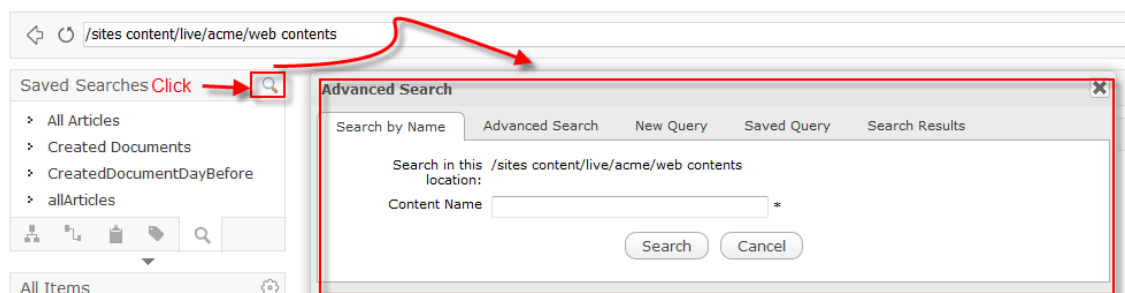 /sites content/live/acme/web contents
Saved Searches Click
All Articles
Created Documents
CreatedDocumentDayBefore
allArticles
All Items
Advanced Search
Search by Name Advanced Search New Query Saved Query Search Results
Search in this location: /sites content/live/acme/web contents
Content Name *
Search Cancel